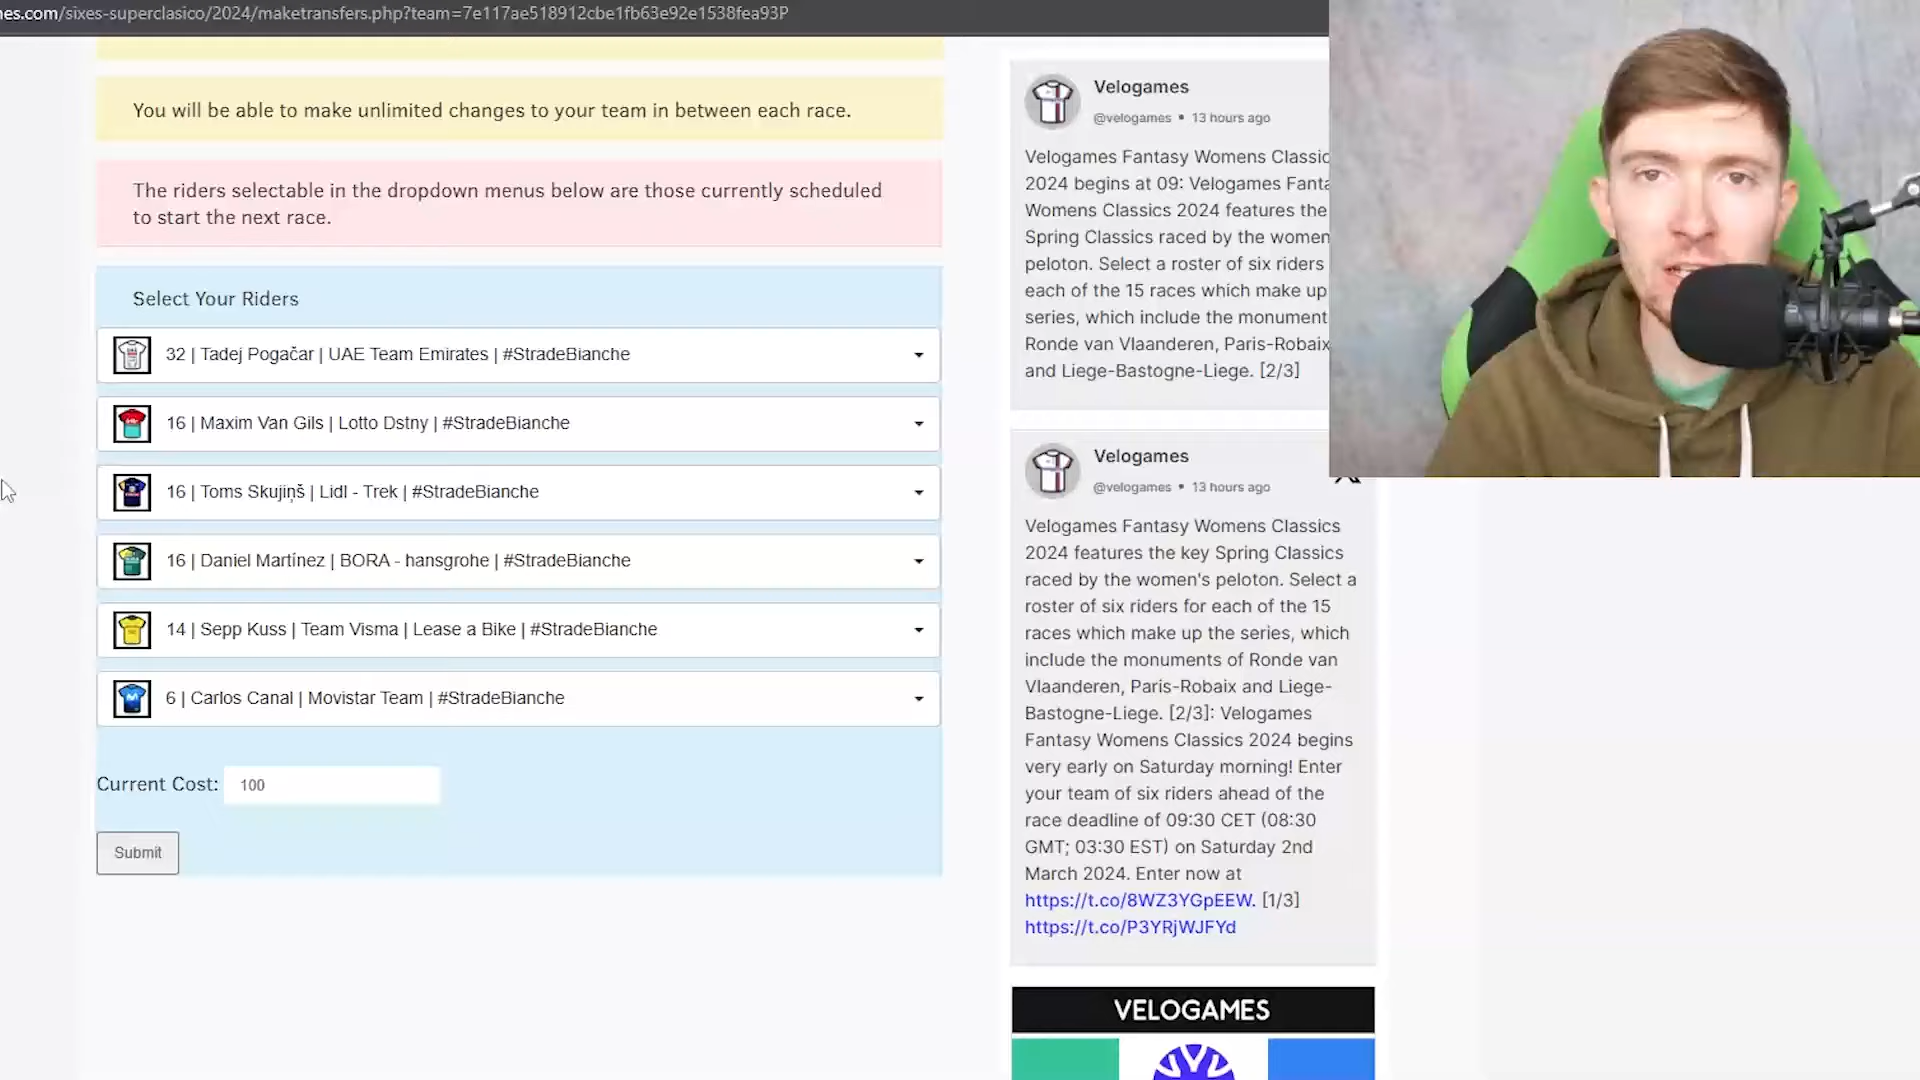 nes.com/sixes-superclasico/2024/maketransfers.php?team=7e117ae518912cbe1fb63e92e1538fea93P
You will be able to make unlimited changes to your team in between each race.
The riders selectable in the dropdown menus below are those currently scheduled
to start the next race.
Select Your Riders
32 | Tadej Pogačar | UAE Team Emirates | #StradeBianche
16 | Maxim Van Gils | Lotto Dstny | #StradeBianche
16 | Toms Skujiņš | Lidl - Trek | #StradeBianche
16 | Daniel Martínez | BORA - hansgrohe | #StradeBianche
14 | Sepp Kuss | Team Visma | Lease a Bike | #StradeBianche
6 | Carlos Canal | Movistar Team | #StradeBianche
Current Cost: 100
Submit
Velogames
@velogames • 13 hours ago
Velogames Fantasy Womens Classic
2024 begins at 09: Velogames Fanta
Womens Classics 2024 features the
Spring Classics raced by the women
peloton. Select a roster of six riders
each of the 15 races which make up
series, which include the monument
Ronde van Vlaanderen, Paris-Robaix
and Liege-Bastogne-Liege. [2/3]
Velogames
@velogames • 13 hours ago
Velogames Fantasy Womens Classics
2024 features the key Spring Classics
raced by the women's peloton. Select a
roster of six riders for each of the 15
races which make up the series, which
include the monuments of Ronde van
Vlaanderen, Paris-Robaix and Liege-
Bastogne-Liege. [2/3]: Velogames
Fantasy Womens Classics 2024 begins
very early on Saturday morning! Enter
your team of six riders ahead of the
race deadline of 09:30 CET (08:30
GMT; 03:30 EST) on Saturday 2nd
March 2024. Enter now at
https://t.co/8WZ3YGpEEW. [1/3]
https://t.co/P3YRjWJFYd
VELOGAMES